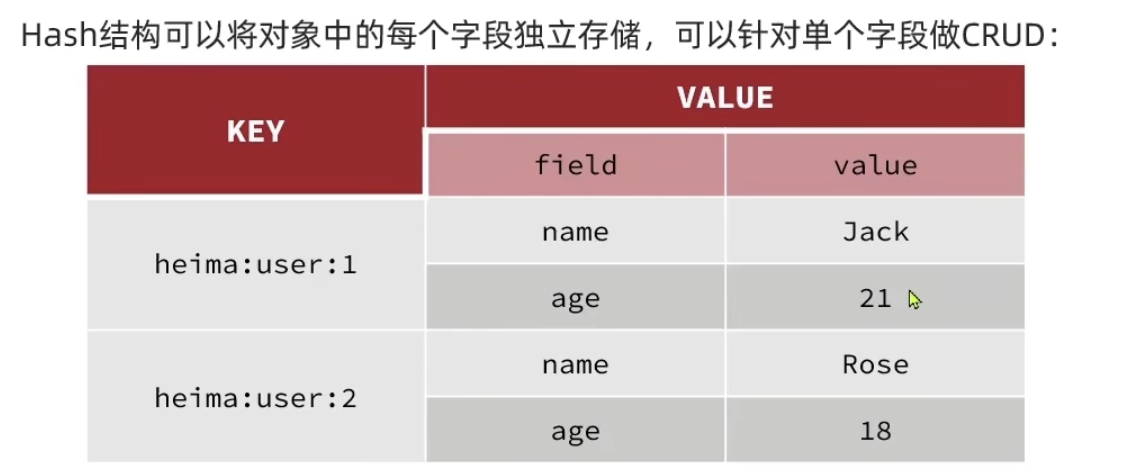 Hash结构可以将对象中的每个字段独立存储，可以针对单个字段做CRUD：
KEY
VALUE
field value
heima:user:1
name Jack
age 21
heima:user:2
name Rose
age 18